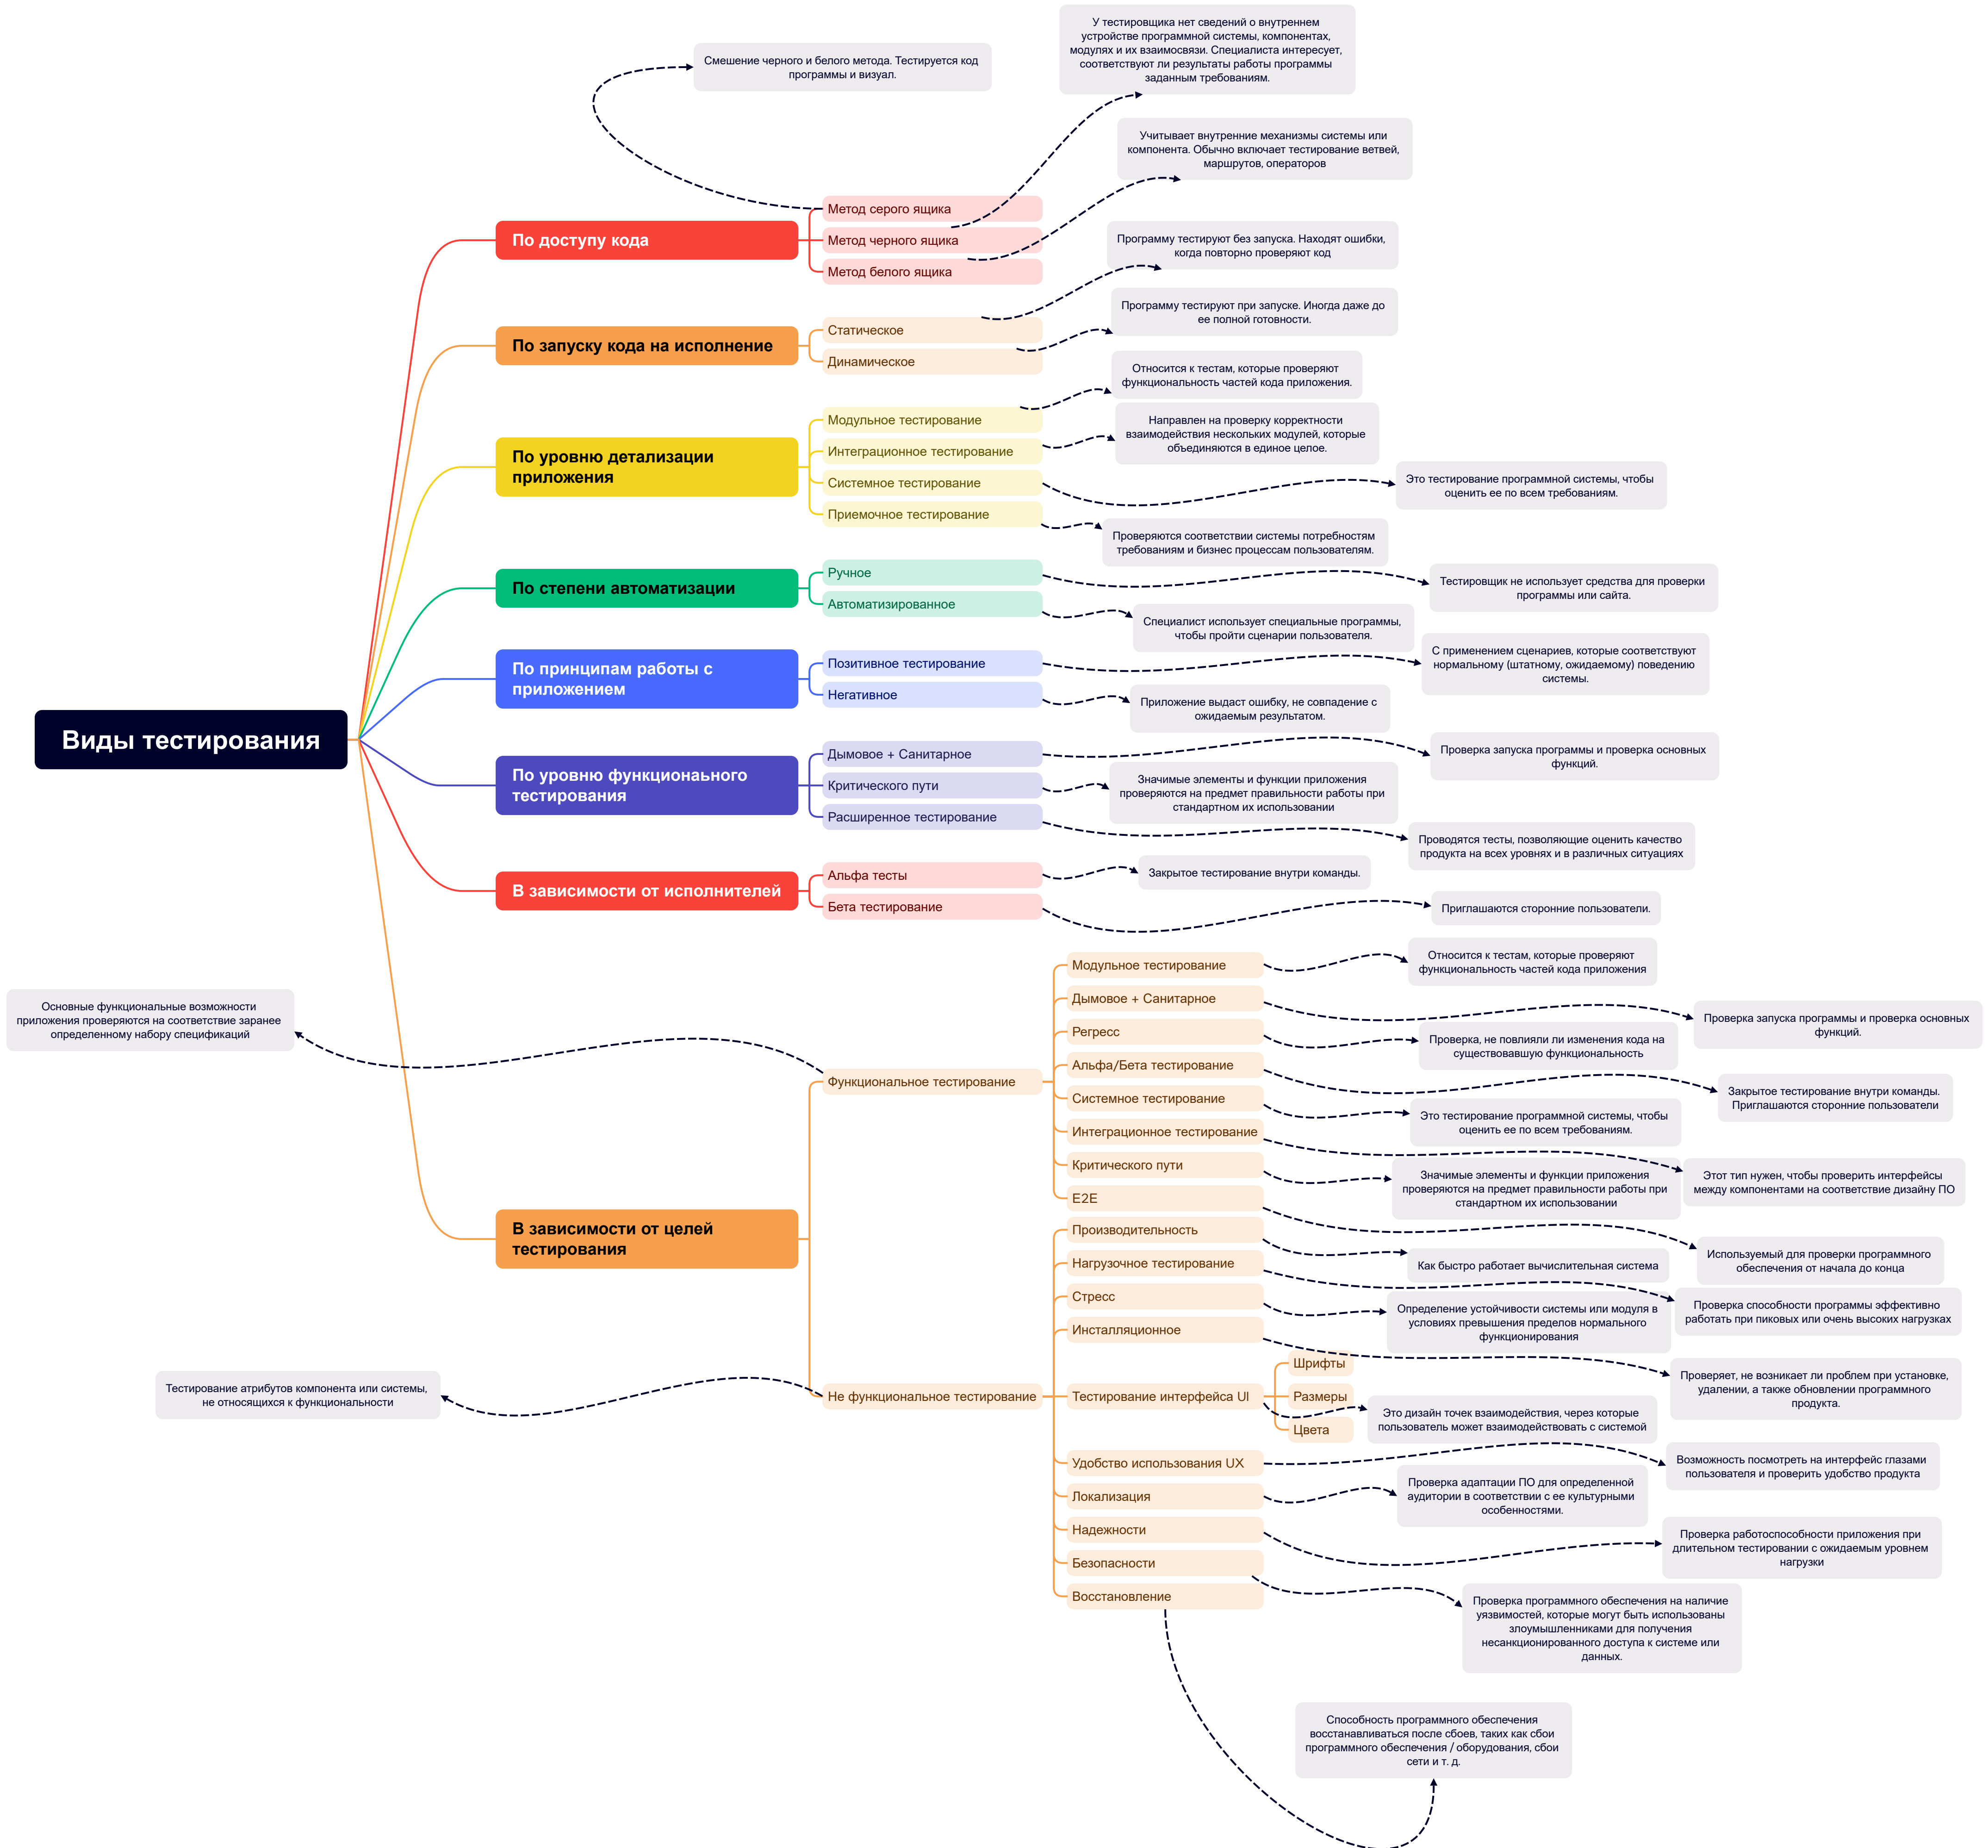 Виды тестирования
По доступу кода
Метод серого ящика
Смешение черного и белого метода. Тестируется код
программы и визуал.
Метод черного ящика
У тестировщика нет сведений о внутреннем
устройстве программной системы, компонентах,
модулях и их взаимосвязи. Специалиста интересует,
соответствуют ли результаты работы программы
заданным требованиям.
Метод белого ящика
Учитывает внутренние механизмы системы или
компонента. Обычно включает тестирование ветвей,
маршрутов, операторов
По запуску кода на исполнение
Статическое
Программу тестируют без запуска. Находят ошибки,
когда повторно проверяют код
Динамическое
Программу тестируют при запуске. Иногда даже до
ее полной готовности.
По уровню детализации
приложения
Модульное тестирование
Относится к тестам, которые проверяют
функциональность частей кода приложения.
Интеграционное тестирование
Направлен на проверку корректности
взаимодействия нескольких модулей, которые
объединяются в единое целое.
Системное тестирование
Это тестирование программной системы, чтобы
оценить ее по всем требованиям.
Приемочное тестирование
Проверяются соответствии системы потребностям
требованиям и бизнес процессам пользователям.
По степени автоматизации
Ручное
Тестировщик не использует средства для проверки
программы или сайта.
Автоматизированное
Специалист использует специальные программы,
чтобы пройти сценарии пользователя.
По принципам работы с
приложением
Позитивное тестирование
С применением сценариев, которые соответствуют
нормальному (штатному, ожидаемому) поведению
системы.
Негативное
Приложение выдаст ошибку, не совпадение с
ожидаемым результатом.
По уровню функционаьного
тестирования
Дымовое + Санитарное
Проверка запуска программы и проверка основных
функций.
Критического пути
Значимые элементы и функции приложения
проверяются на предмет правильности работы при
стандартном их использовании
Расширенное тестирование
Проводятся тесты, позволяющие оценить качество
продукта на всех уровнях и в различных ситуациях
В зависимости от исполнителей
Альфа тесты
Закрытое тестирование внутри команды.
Бета тестирование
Приглашаются сторонние пользователи.
В зависимости от целей
тестирования
Функциональное тестирование
Основные функциональные возможности
приложения проверяются на соответствие заранее
определенному набору спецификаций
Модульное тестирование
Относится к тестам, которые проверяют
функциональность частей кода приложения
Дымовое + Санитарное
Проверка запуска программы и проверка основных
функций.
Регресс
Проверка, не повлияли ли изменения кода на
существовавшую функциональность
Альфа/Бета тестирование
Закрытое тестирование внутри команды.
Приглашаются сторонние пользователи
Системное тестирование
Это тестирование программной системы, чтобы
оценить ее по всем требованиям.
Интеграционное тестирование
Этот тип нужен, чтобы проверить интерфейсы
между компонентами на соответствие дизайну ПО
Критического пути
Значимые элементы и функции приложения
проверяются на предмет правильности работы при
стандартном их использовании
E2E
Используемый для проверки программного
обеспечения от начала до конца
Не функциональное тестирование
Тестирование атрибутов компонента или системы,
не относящихся к функциональности
Производительность
Как быстро работает вычислительная система
Нагрузочное тестирование
Проверка способности программы эффективно
работать при пиковых или очень высоких нагрузках
Стресс
Определение устойчивости системы или модуля в
условиях превышения пределов нормального
функционирования
Инсталляционное
Проверяет, не возникает ли проблем при установке,
удалении, а также обновлении программного
продукта.
Тестирование интерфейса UI
Шрифты
Размеры
Цвета
Это дизайн точек взаимодействия, через которые
пользователь может взаимодействовать с системой
Удобство использования UX
Возможность посмотреть на интерфейс глазами
пользователя и проверить удобство продукта
Локализация
Проверка адаптации ПО для определенной
аудитории в соответствии с ее культурными
особенностями.
Надежности
Проверка работоспособности приложения при
длительном тестировании с ожидаемым уровнем
нагрузки
Безопасности
Проверка программного обеспечения на наличие
уязвимостей, которые могут быть использованы
злоумышленниками для получения
несанкционированного доступа к системе или
данных.
Восстановление
Способность программного обеспечения
восстанавливаться после сбоев, таких как сбои
программного обеспечения / оборудования, сбои
сети и т. д.